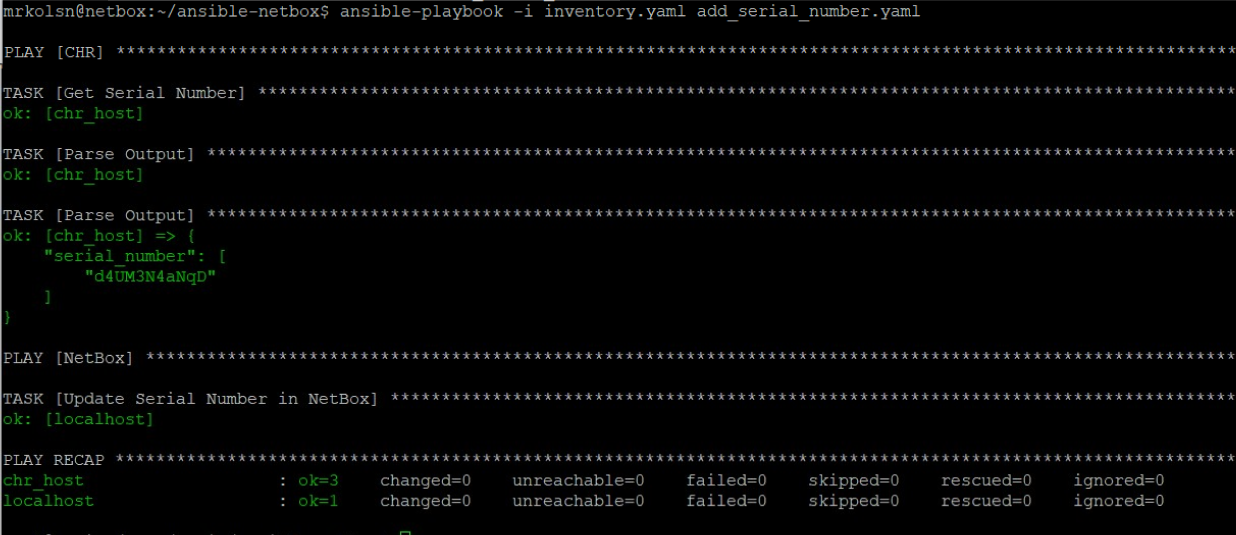 mrkolsn@netbox:~/ansible-netbox$ ansible-playbook -i inventory.yaml add_serial_number.yaml
PLAY [CHR] *******************************************************************************************************
TASK [Get Serial Number] ************************************************************************************************
ok: [chr_host]
TASK [Parse Output] *****************************************************************************************************
ok: [chr_host]
TASK [Parse Output] *****************************************************************************************************
ok: [chr_host] => {
    "serial_number": [
        "d4UM3N4aNqD"
    ]
}
PLAY [NetBox] ***********************************************************************************************************
TASK [Update Serial Number in NetBox] ***********************************************************************************
ok: [localhost]
PLAY RECAP **************************************************************************************************************
chr_host                   : ok=3    changed=0    unreachable=0    failed=0    skipped=0    rescued=0    ignored=0
localhost                  : ok=1    changed=0    unreachable=0    failed=0    skipped=0    rescued=0    ignored=0